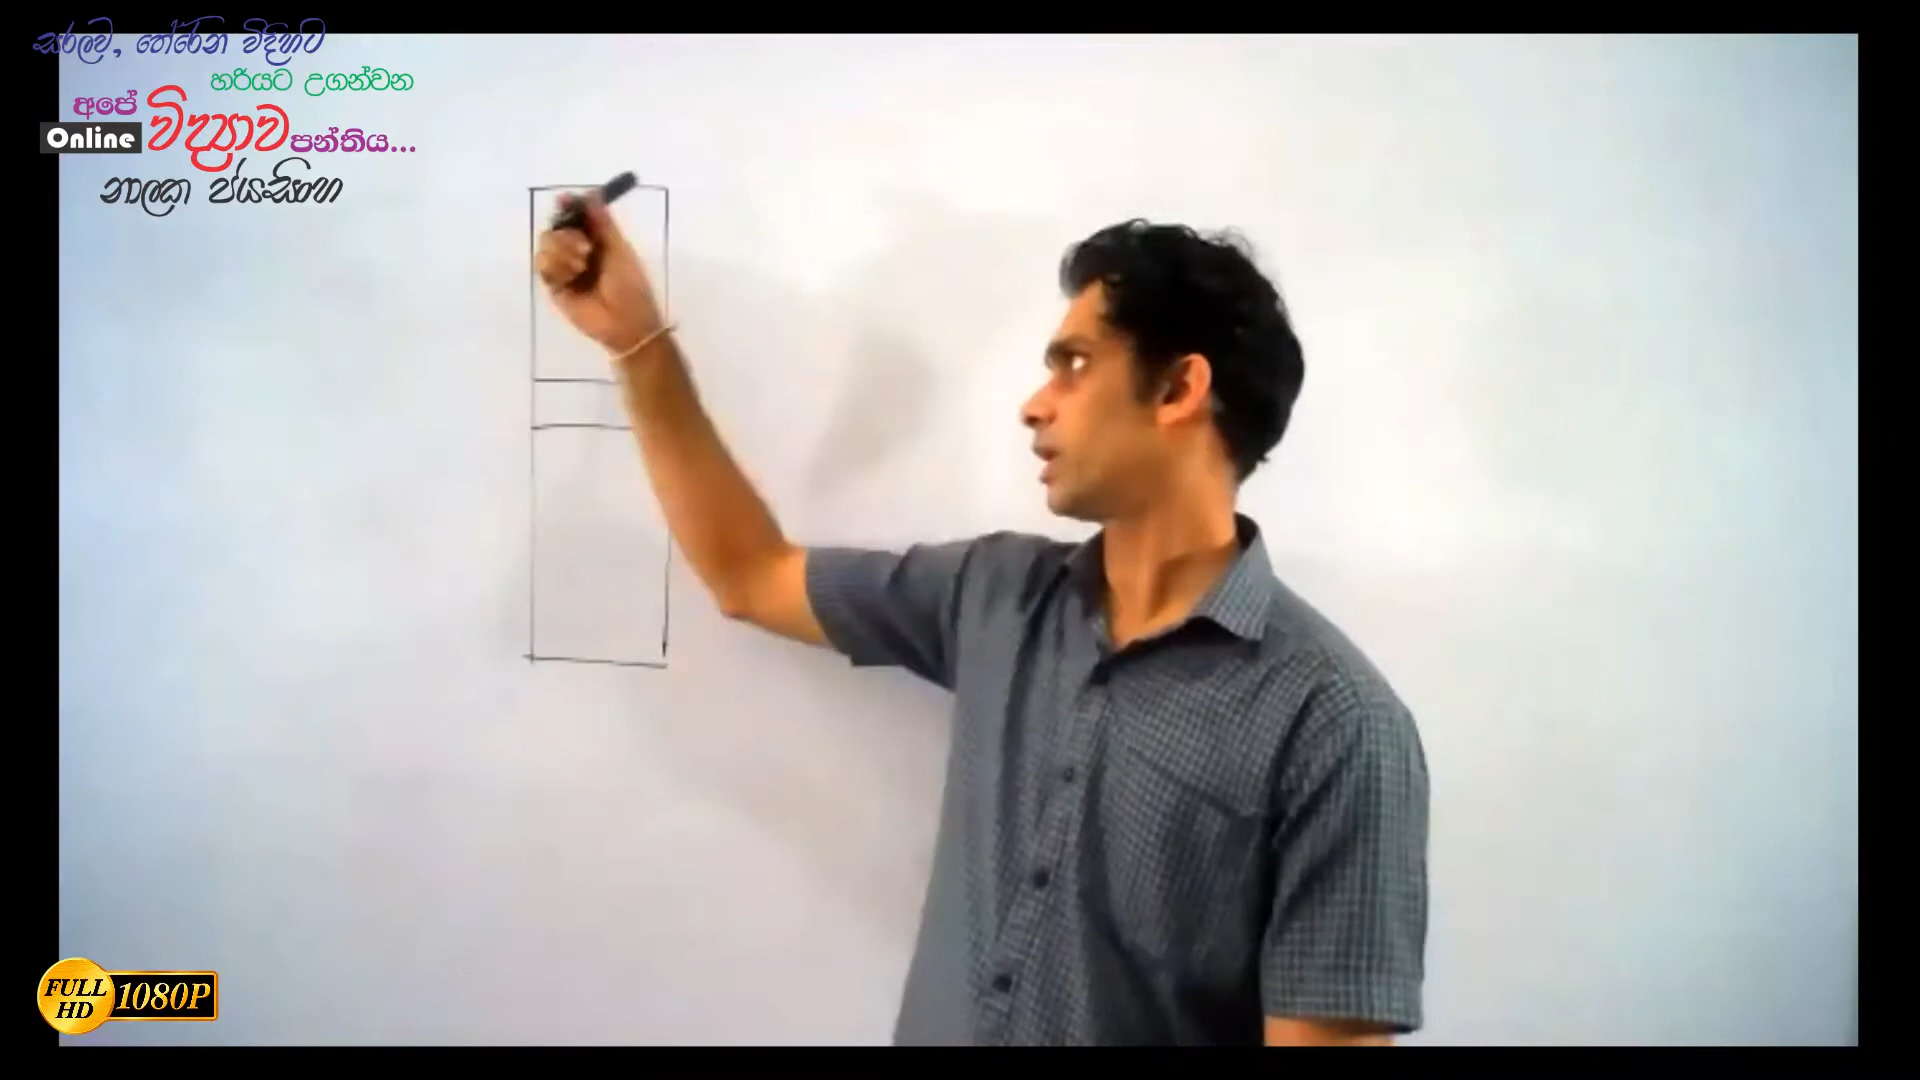 සරලව, තේරෙන විදිහට
හරියට උගන්වන
අපේ
Online විද්‍යාව පන්තිය...
නාලක ජයසිංහ
FULL HD 1080P